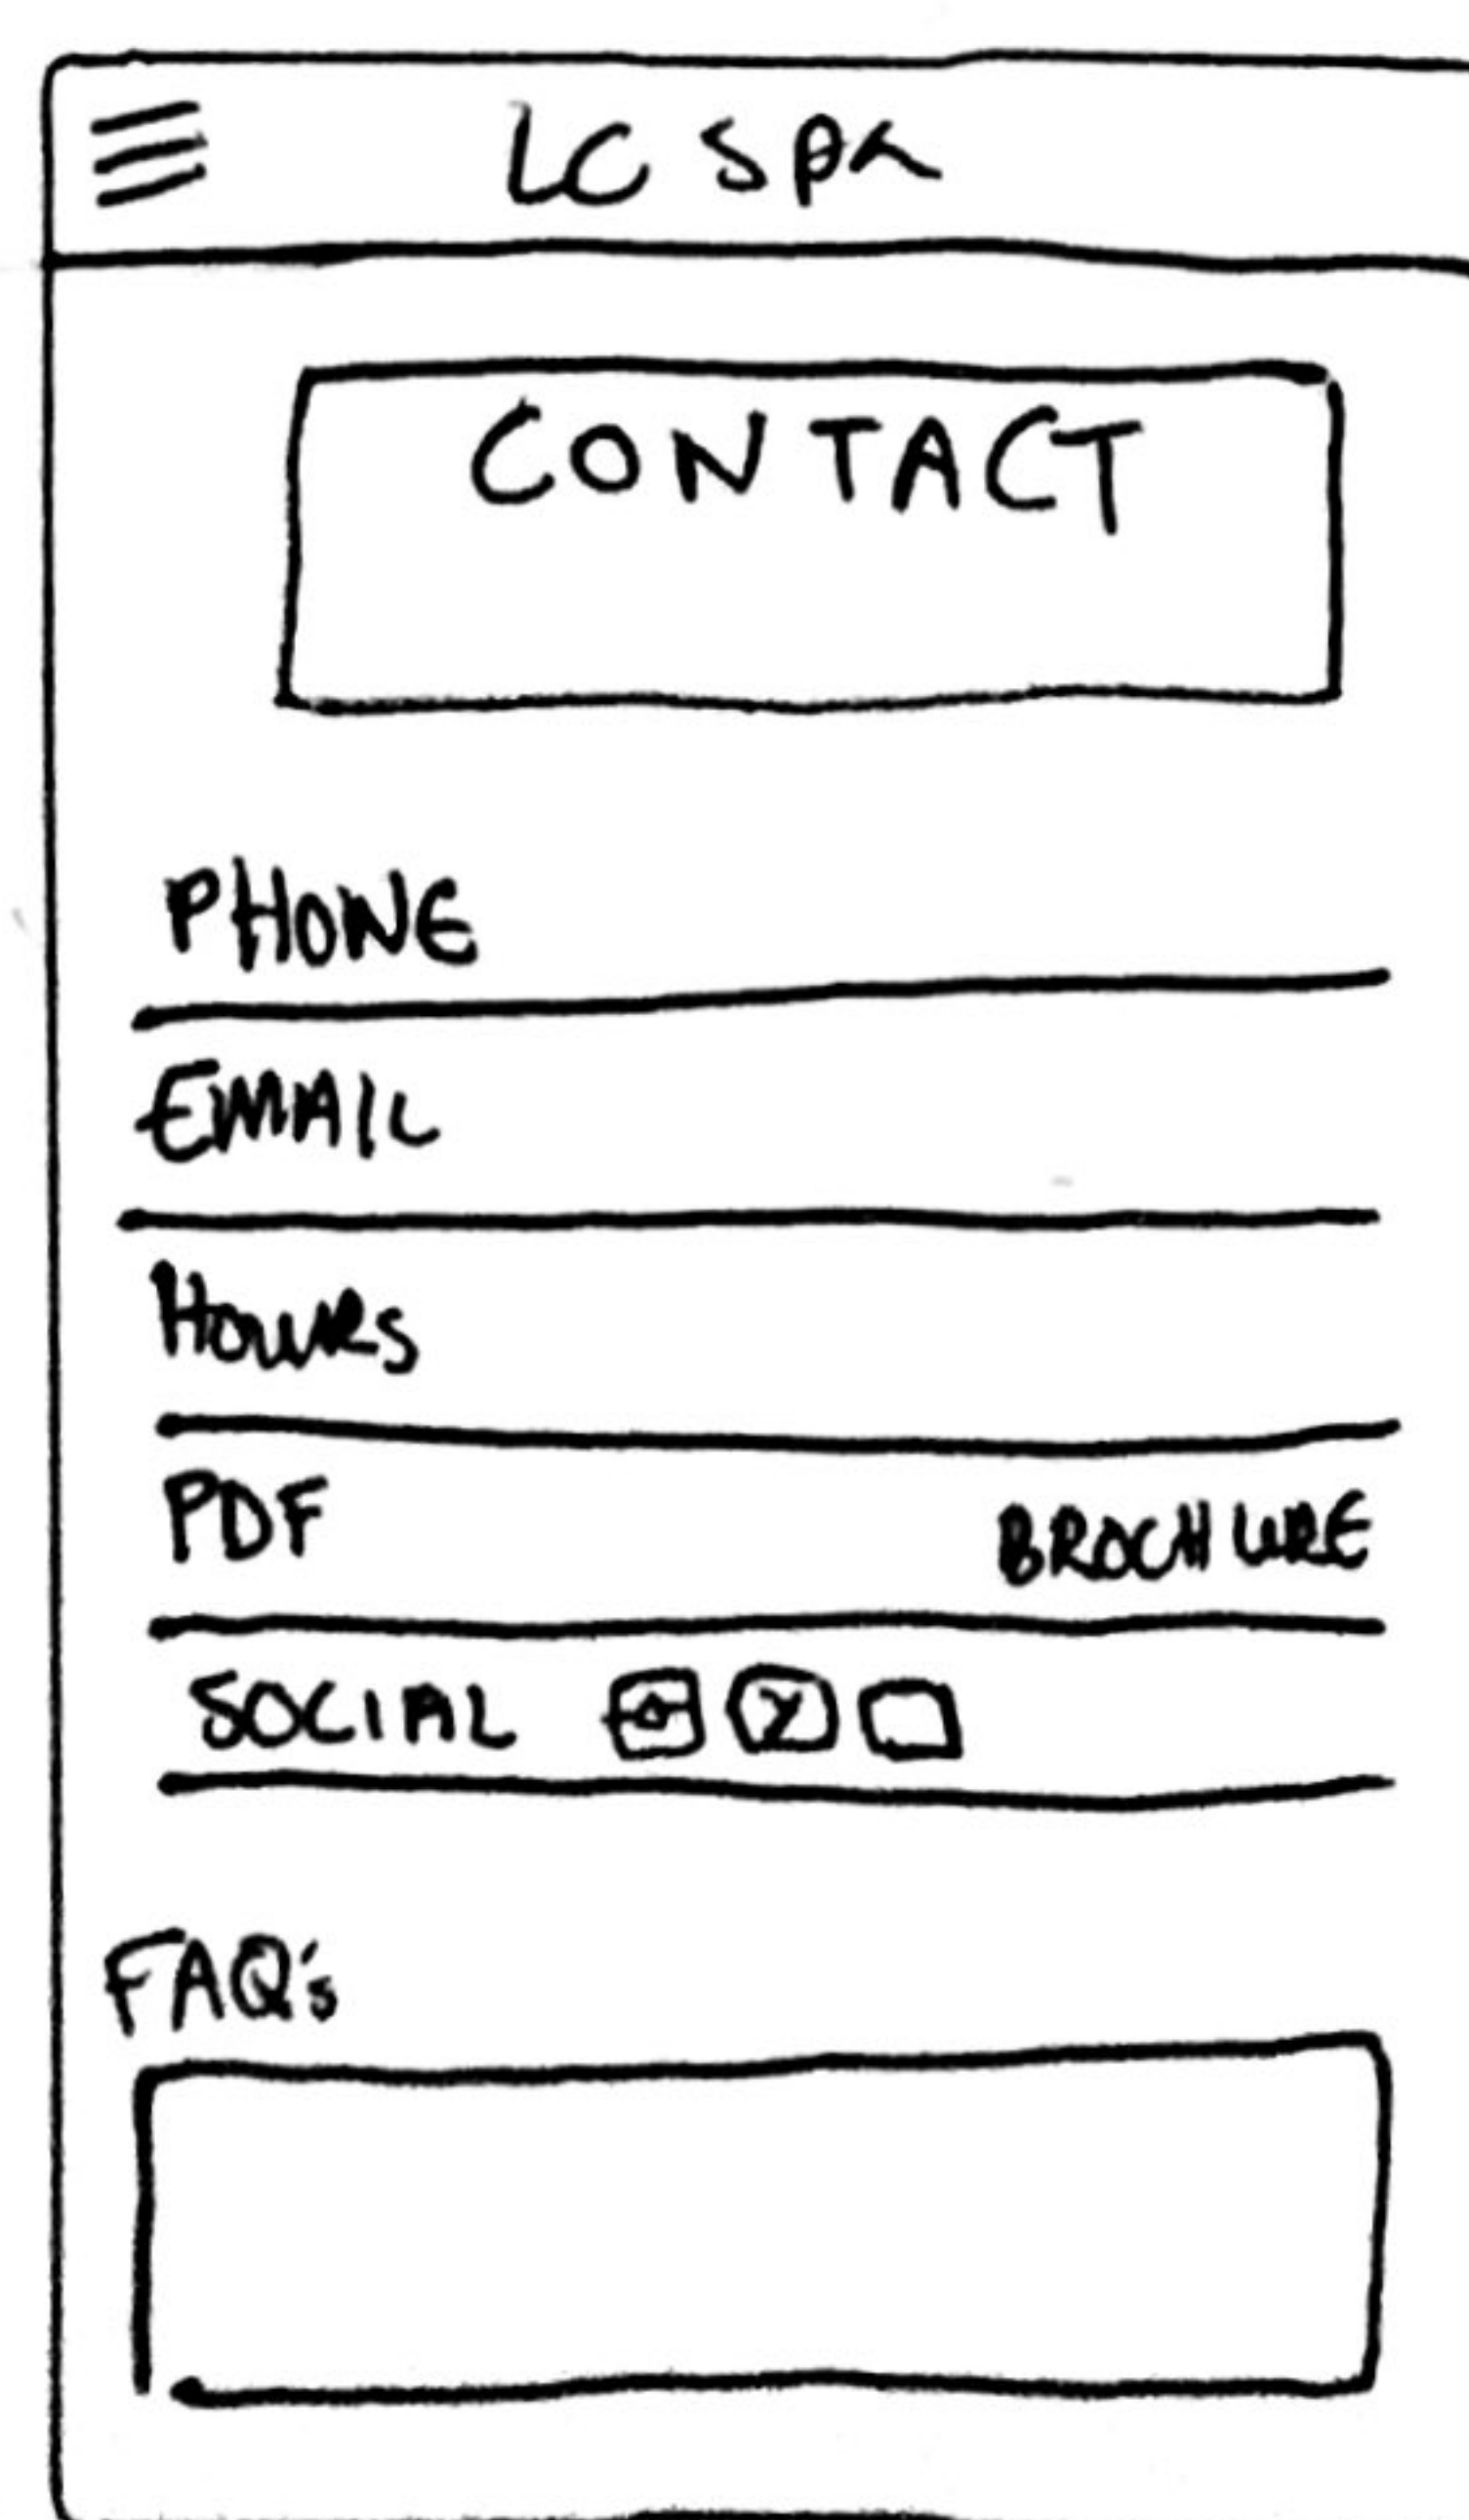 LC Spa
CONTACT
PHONE
EMAIL
Hours
PDF BROCHURE
SOCIAL
FAQ's